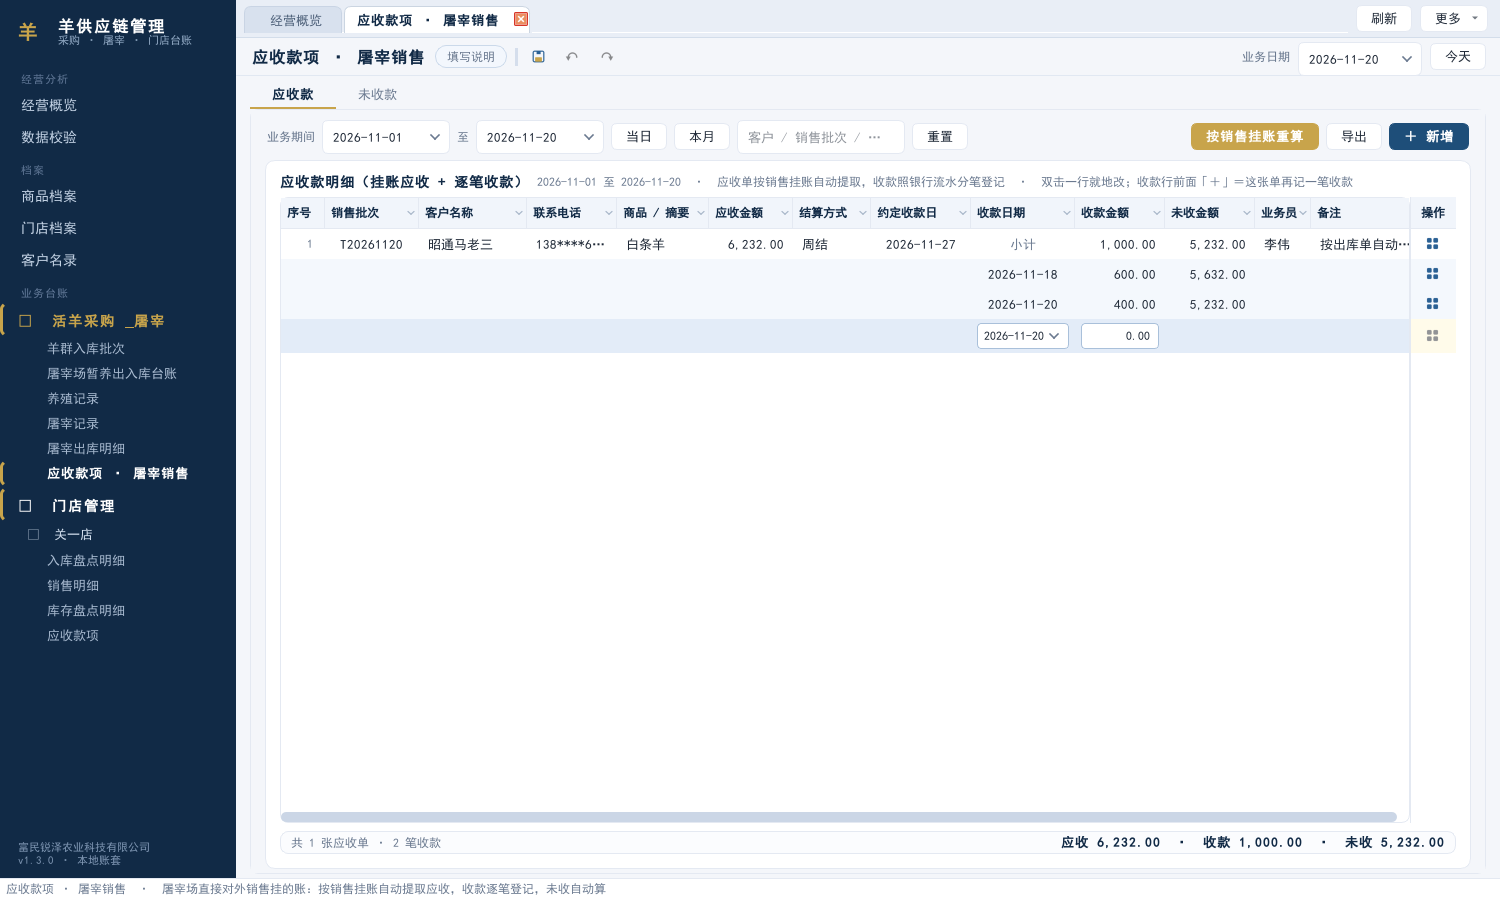 羊 羊供应链管理
采购 · 屠宰 · 门店台账
经营分析
经营概览
数据校验
档案
商品档案
门店档案
客户名录
业务台账
活羊采购 _屠宰
羊群入库批次
屠宰场暂养出入库台账
养殖记录
屠宰记录
屠宰出库明细
应收款项 · 屠宰销售
门店管理
关一店
入库盘点明细
销售明细
库存盘点明细
应收款项
富民锐泽农业科技有限公司
v1.3.0 · 本地账套
经营概览 应收款项 · 屠宰销售 刷新 更多
应收款项 · 屠宰销售 填写说明 业务日期 2026-11-20 今天
应收款 未收款
业务期间 2026-11-01 至 2026-11-20 当日 本月 客户 / 销售批次 / … 重置 按销售挂账重算 导出 ＋ 新增
应收款明细（挂账应收 + 逐笔收款） 2026-11-01 至 2026-11-20 · 应收单按销售挂账自动提取，收款照银行流水分笔登记 · 双击一行就地改；收款行前面「＋」＝这张单再记一笔收款
序号 销售批次 客户名称 联系电话 商品 / 摘要 应收金额 结算方式 约定收款日 收款日期 收款金额 未收金额 业务员 备注 操作
1 T20261120 昭通马老三 138****6… 白条羊 6,232.00 周结 2026-11-27 小计 1,000.00 5,232.00 李伟 按出库单自动…
2026-11-18 600.00 5,632.00
2026-11-20 400.00 5,232.00
2026-11-20 0.00
共 1 张应收单 · 2 笔收款 应收 6,232.00 · 收款 1,000.00 · 未收 5,232.00
应收款项 · 屠宰销售 · 屠宰场直接对外销售挂的账：按销售挂账自动提取应收，收款逐笔登记，未收自动算